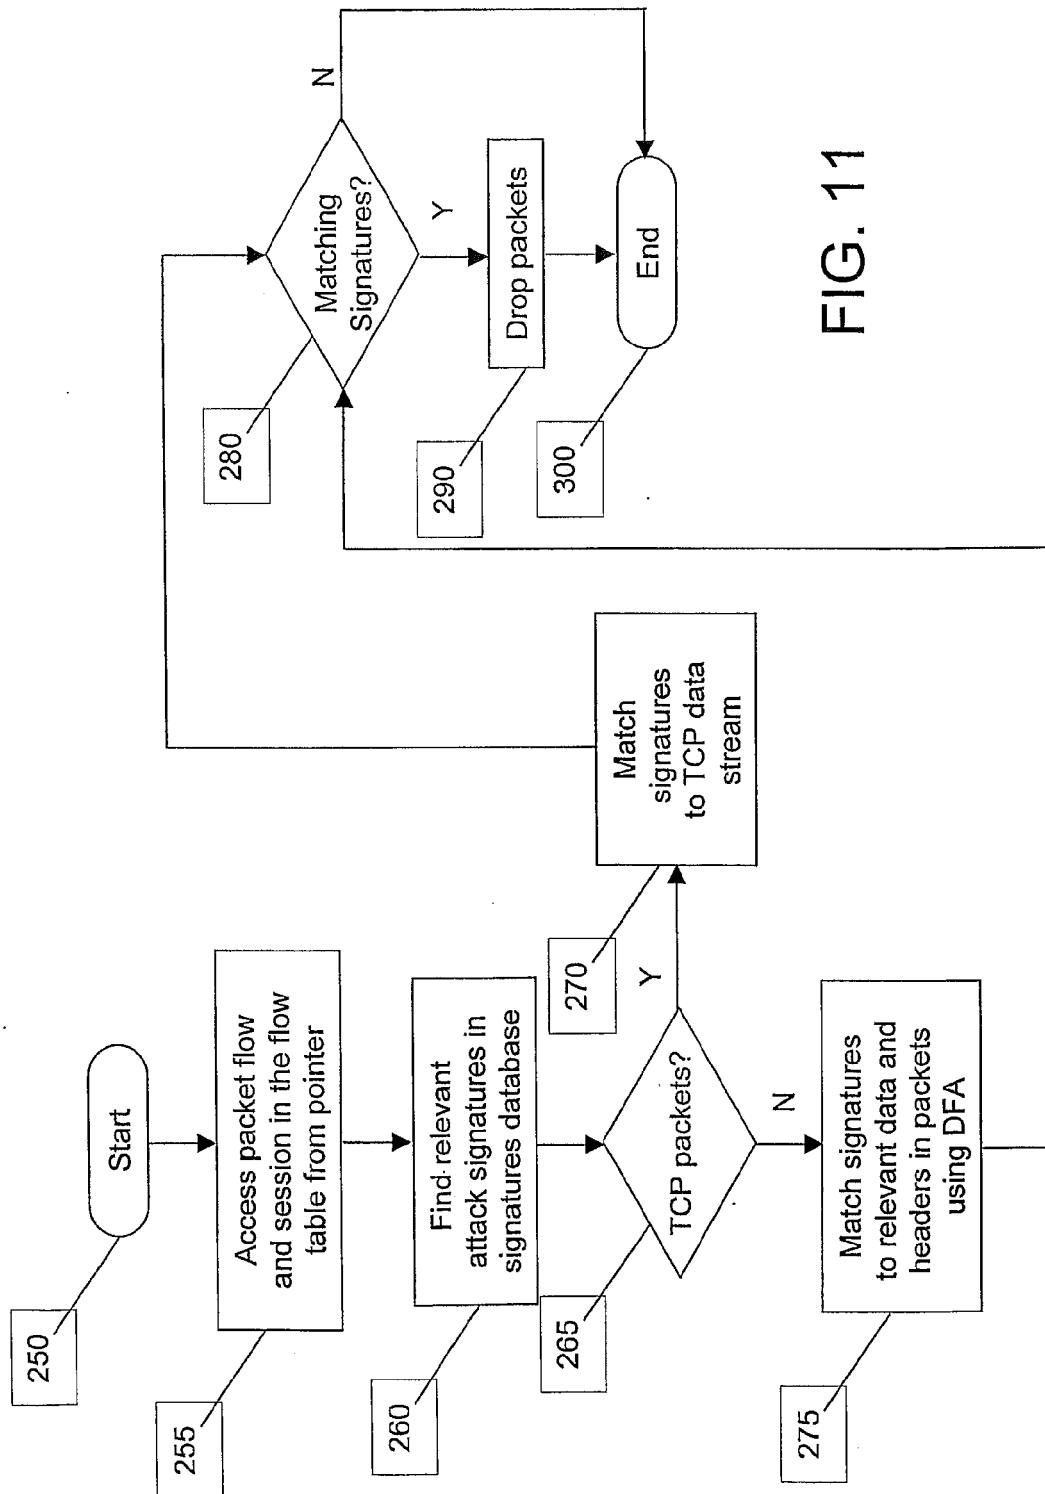 250
Start
255
Access packet flow
and session in the flow
table from pointer
260
Find relevant
attack signatures in
signatures database
265
TCP packets?
Y
N
270
Match
signatures
to TCP data
stream
275
Match signatures
to relevant data and
headers in packets
using DFA
280
Matching
Signatures?
N
Y
290
Drop packets
300
End
FIG. 11